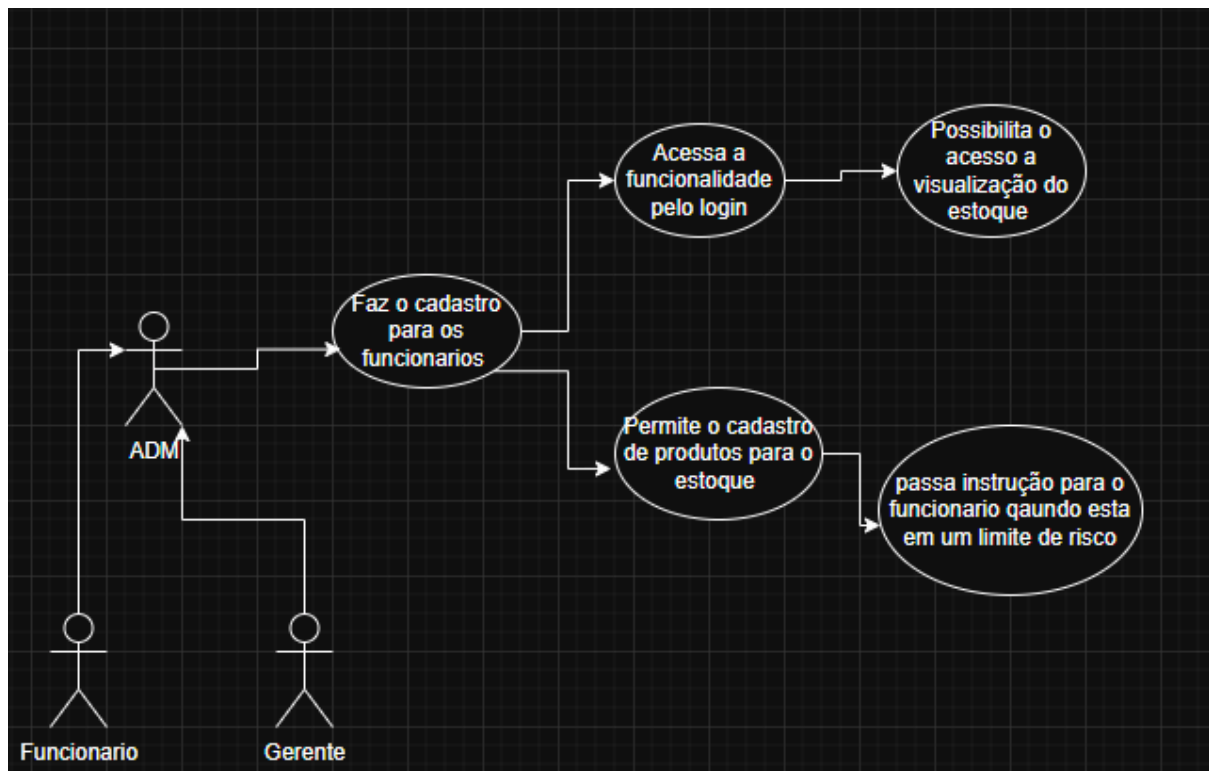 Possibilita o
acesso a
visualização do
estoque
Acessa a
funcionalidade
pelo login
Faz o cadastro
para os
funcionarios
ADM
Permite o cadastro
de produtos para o
estoque
passa instrução para o
funcionario qaundo esta
em um limite de risco
Funcionario
Gerente